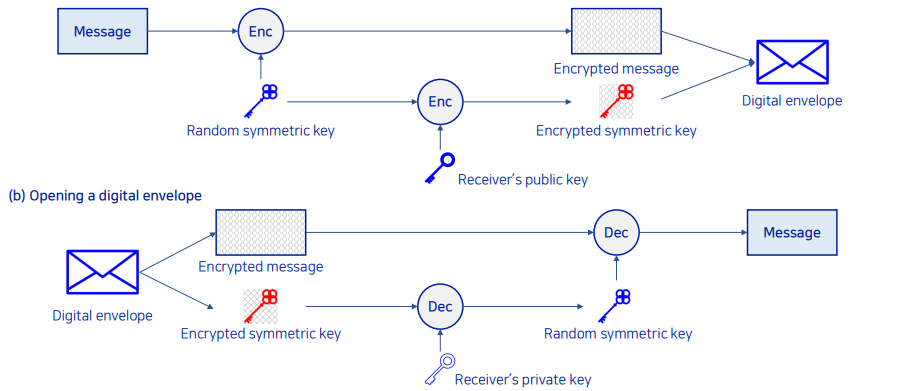 Message
Enc
Encrypted message
Digital envelope
Random symmetric key
Enc
Encrypted symmetric key
Receiver's public key
(b) Opening a digital envelope
Encrypted message
Dec
Message
Digital envelope
Encrypted symmetric key
Dec
Random symmetric key
Receiver's private key